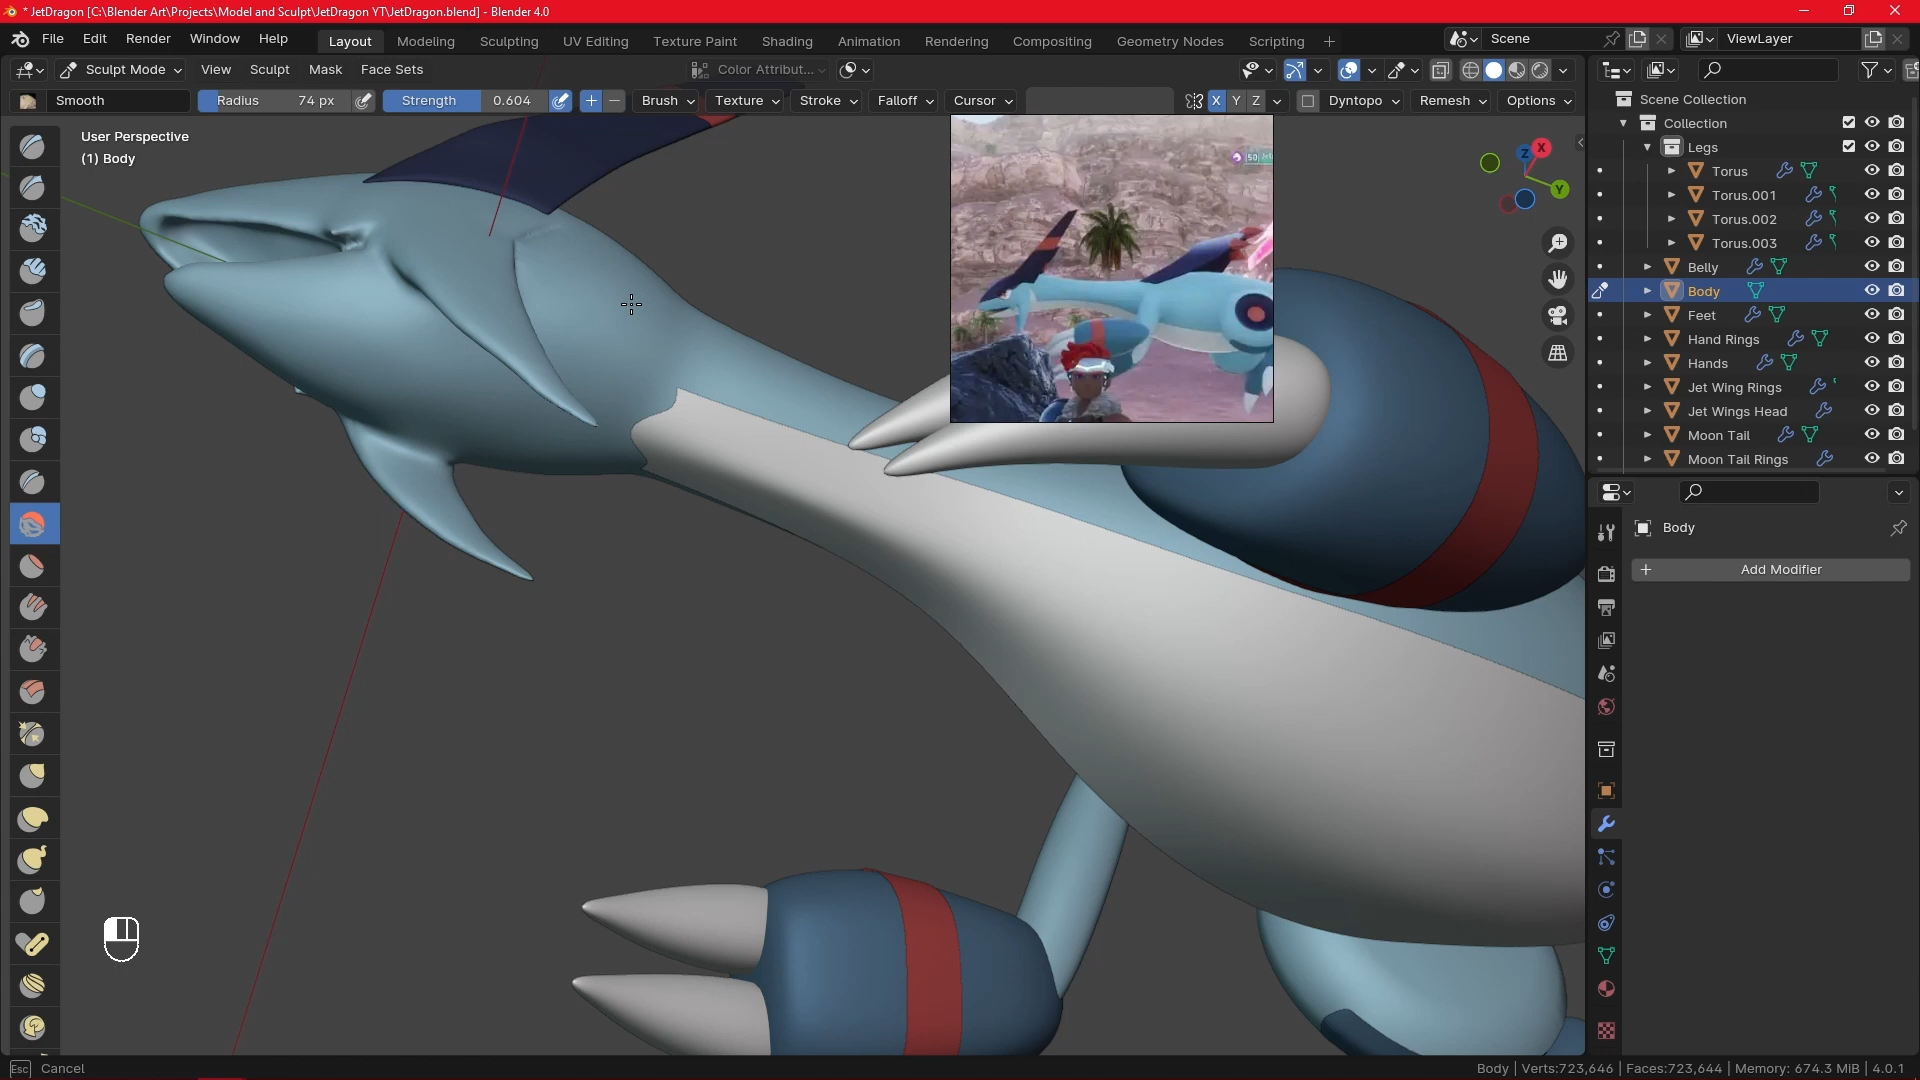 * JetDragon [C:\Blender Art\Projects\Model and Sculpt\JetDragon YT\JetDragon.blend] - Blender 4.0
File Edit Render Window Help Layout Modeling Sculpting UV Editing Texture Paint Shading Animation Rendering Compositing Geometry Nodes Scripting + Scene ViewLayer
Sculpt Mode View Sculpt Mask Face Sets Color Attribut...
Smooth Radius 74 px Strength 0.604 Brush Texture Stroke Falloff Cursor X Y Z Dyntopo Remesh Options
User Perspective
(1) Body
50
Z X
Y
Scene Collection
Collection
Legs
Torus
Torus.001
Torus.002
Torus.003
Belly
Body
Feet
Hand Rings
Hands
Jet Wing Rings
Jet Wings Head
Moon Tail
Moon Tail Rings
Body
+ Add Modifier
Esc Cancel
Body | Verts:723,646 | Faces:723,644 | Memory: 674.3 MiB | 4.0.1